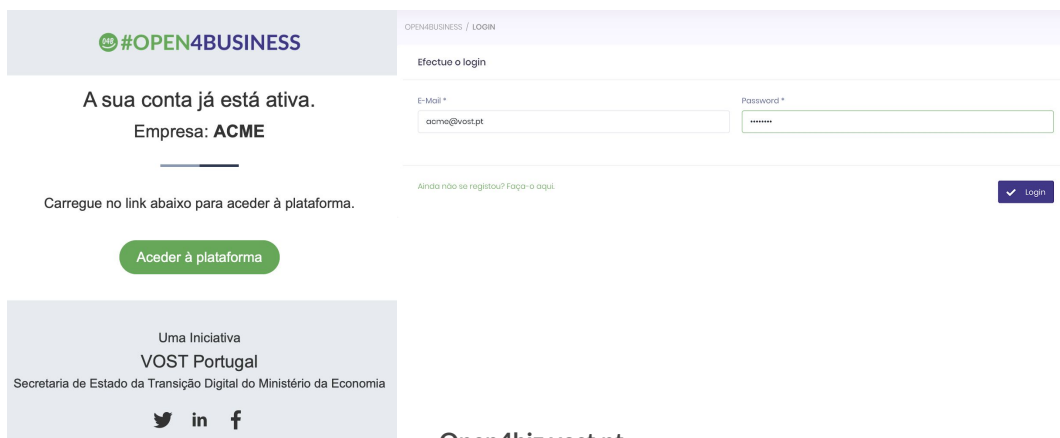 #OPEN4BUSINESS
A sua conta já está ativa.
Empresa: ACME
Carregue no link abaixo para aceder à plataforma.
Aceder à plataforma
Uma Iniciativa
VOST Portugal
Secretaria de Estado da Transição Digital do Ministério da Economia
OPEN4BUSINESS / LOGIN
Efectue o login
E-Mail *
Password *
acme@vost.pt
••••••••
Ainda não se registou? Faça-o aqui.
Login